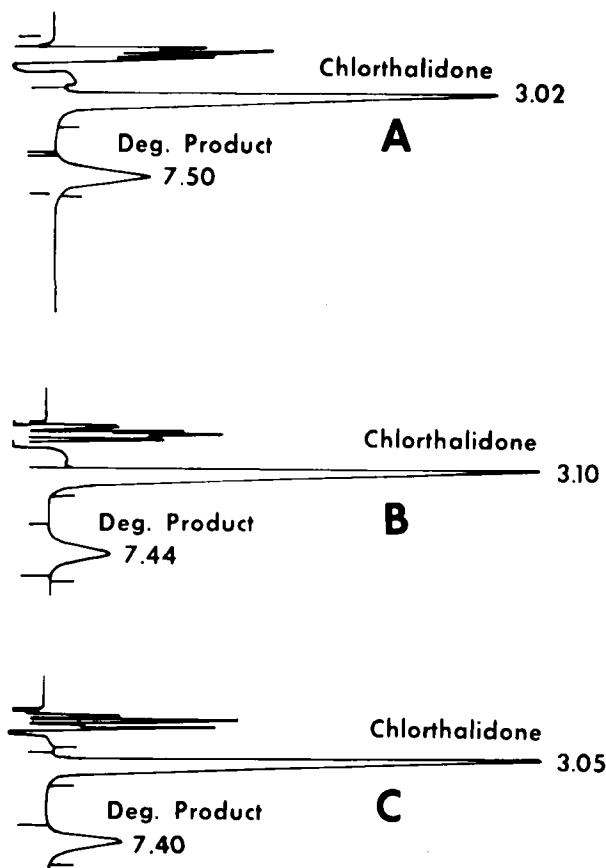 Chlorthalidone
3.02
A
Deg. Product
7.50
Chlorthalidone
3.10
B
Deg. Product
7.44
Chlorthalidone
3.05
C
Deg. Product
7.40